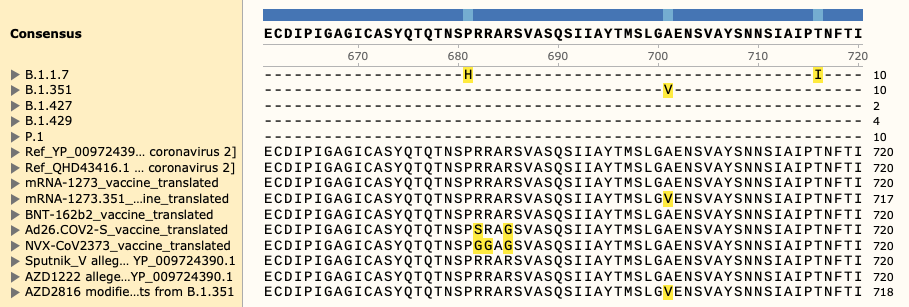 Consensus ECDIPIGAGICASYQTQTNSPRRARSVASQSIIAYTMSLGAENSVAYSNNSIAIPTNFTI
670 680 690 700 710 720
B.1.1.7 --------------------H----------------------------------I---- 10
B.1.351 ----------------------------------------V------------------- 10
B.1.427 ------------------------------------------------------------ 2
B.1.429 ------------------------------------------------------------ 4
P.1 ------------------------------------------------------------ 10
Ref_YP_00972439... coronavirus 2] ECDIPIGAGICASYQTQTNSPRRARSVASQSIIAYTMSLGAENSVAYSNNSIAIPTNFTI 720
Ref_QHD43416.1 ... coronavirus 2] ECDIPIGAGICASYQTQTNSPRRARSVASQSIIAYTMSLGAENSVAYSNNSIAIPTNFTI 720
mRNA-1273_vaccine_translated ECDIPIGAGICASYQTQTNSPRRARSVASQSIIAYTMSLGAENSVAYSNNSIAIPTNFTI 720
mRNA-1273.351_...ine_translated ECDIPIGAGICASYQTQTNSPRRARSVASQSIIAYTMSLGVENSVAYSNNSIAIPTNFTI 717
BNT-162b2_vaccine_translated ECDIPIGAGICASYQTQTNSPRRARSVASQSIIAYTMSLGAENSVAYSNNSIAIPTNFTI 720
Ad26.COV2-S_vaccine_translated ECDIPIGAGICASYQTQTNSPSRAGSVASQSIIAYTMSLGAENSVAYSNNSIAIPTNFTI 720
NVX-CoV2373_vaccine_translated ECDIPIGAGICASYQTQTNSPGGAGSVASQSIIAYTMSLGAENSVAYSNNSIAIPTNFTI 720
Sputnik_V alleg... YP_009724390.1 ECDIPIGAGICASYQTQTNSPRRARSVASQSIIAYTMSLGAENSVAYSNNSIAIPTNFTI 720
AZD1222 allege...YP_009724390.1 ECDIPIGAGICASYQTQTNSPRRARSVASQSIIAYTMSLGAENSVAYSNNSIAIPTNFTI 720
AZD2816 modifie...ts from B.1.351 ECDIPIGAGICASYQTQTNSPRRARSVASQSIIAYTMSLGVENSVAYSNNSIAIPTNFTI 718